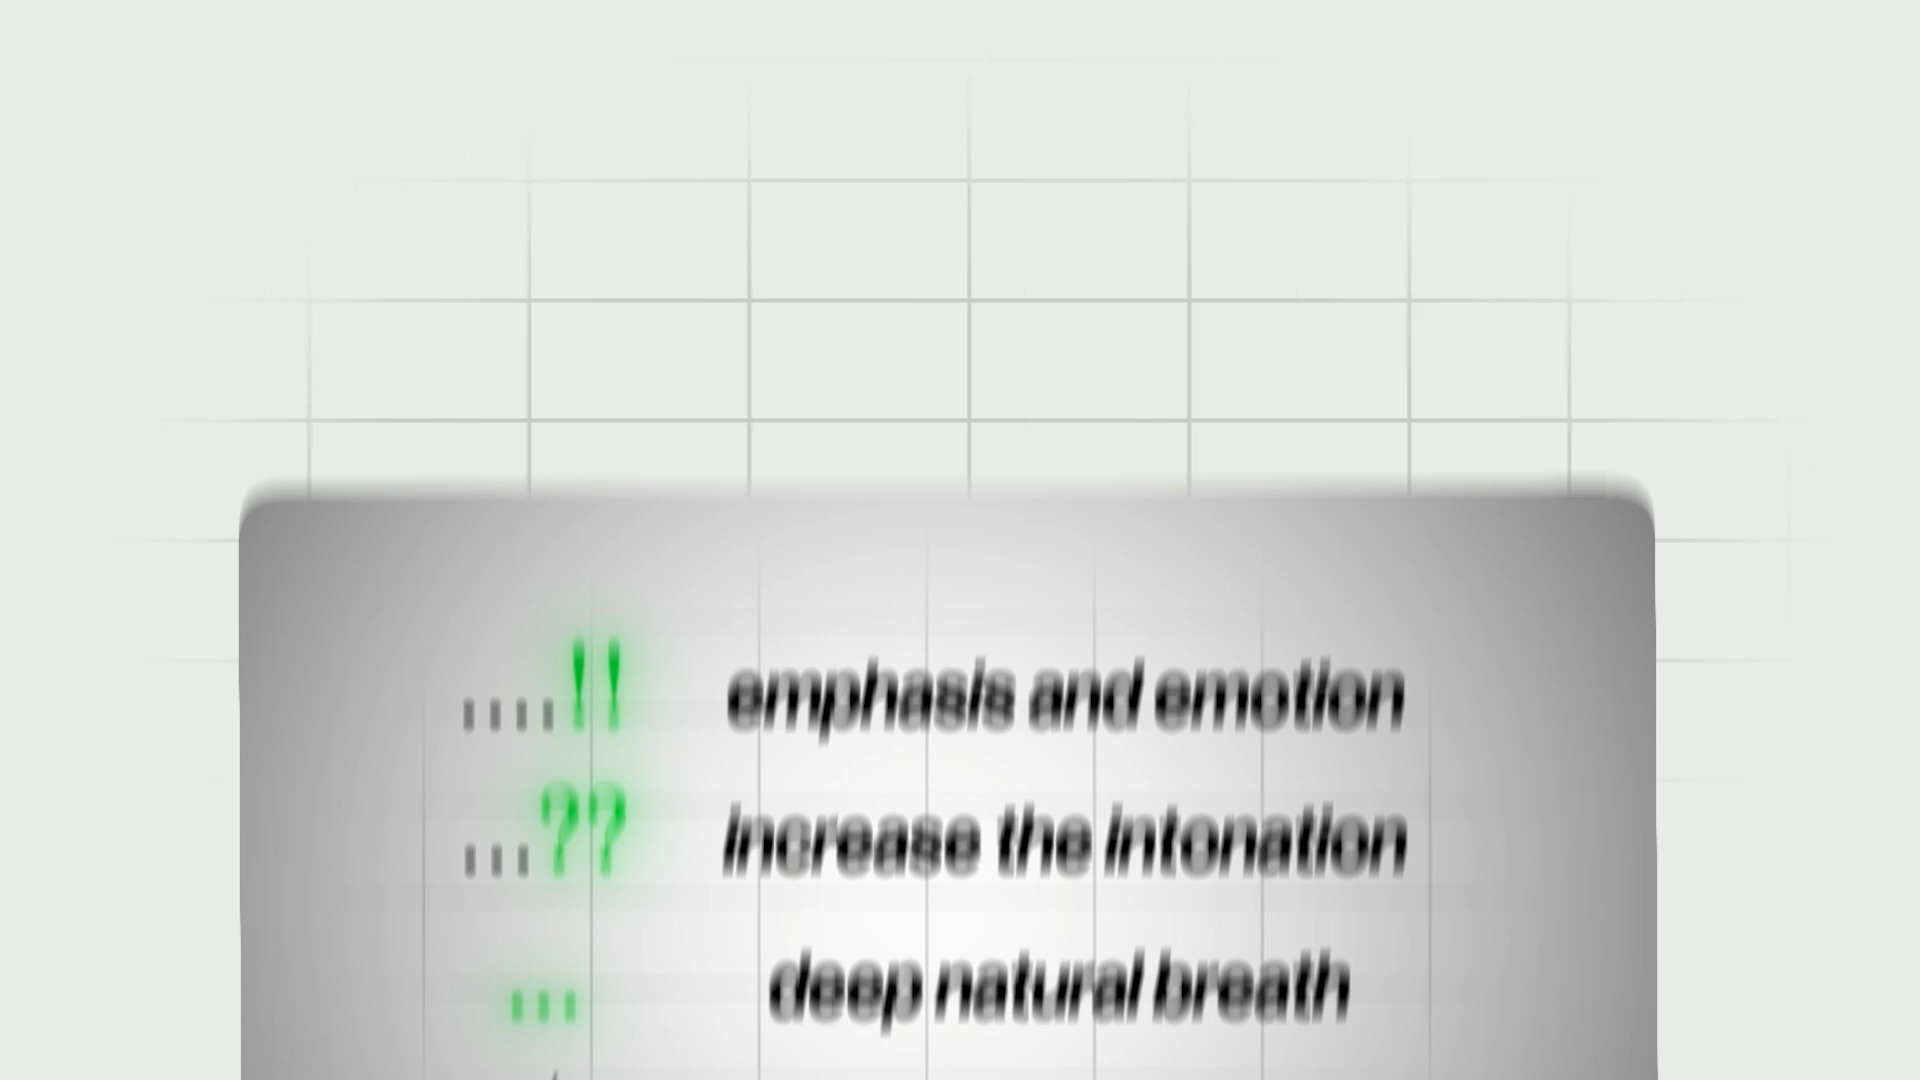 ....!! emphasis and emotion
...?? increase the intonation
... deep natural breath